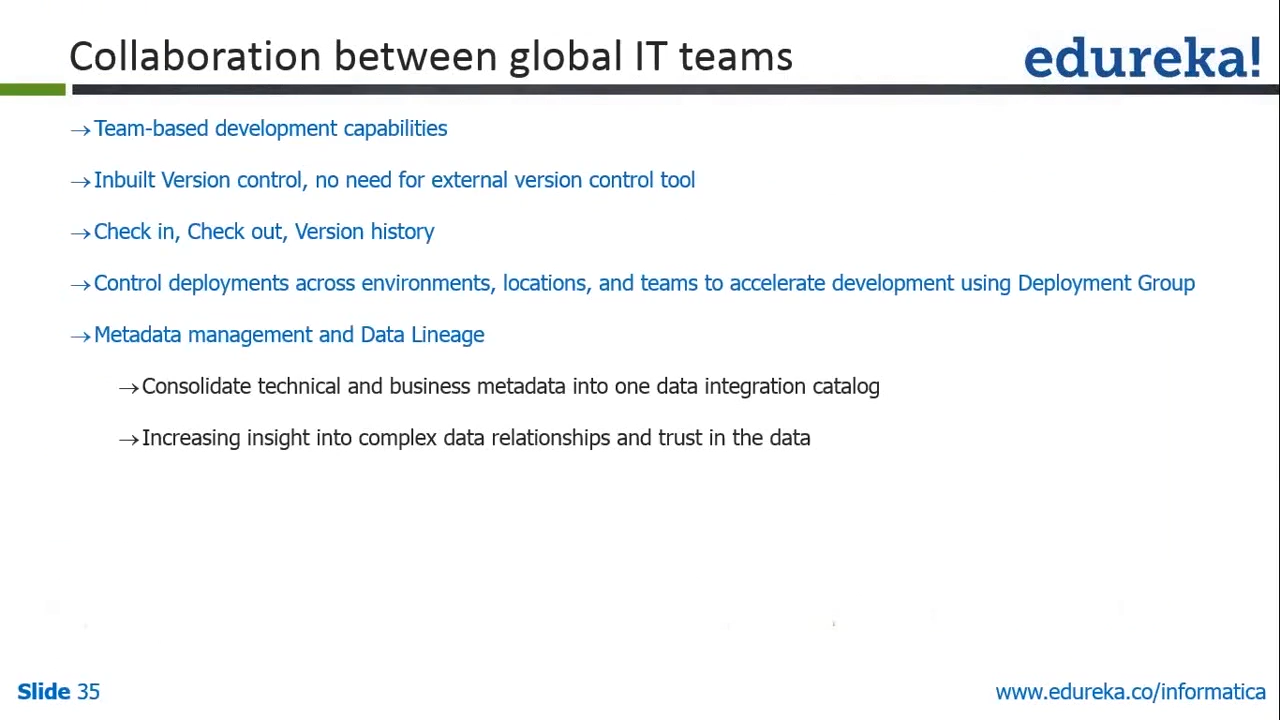 Collaboration between global IT teams
edureka!
→Team-based development capabilities
→Inbuilt Version control, no need for external version control tool
→Check in, Check out, Version history
→Control deployments across environments, locations, and teams to accelerate development using Deployment Group
→Metadata management and Data Lineage
→Consolidate technical and business metadata into one data integration catalog
→Increasing insight into complex data relationships and trust in the data
Slide 35
www.edureka.co/informatica